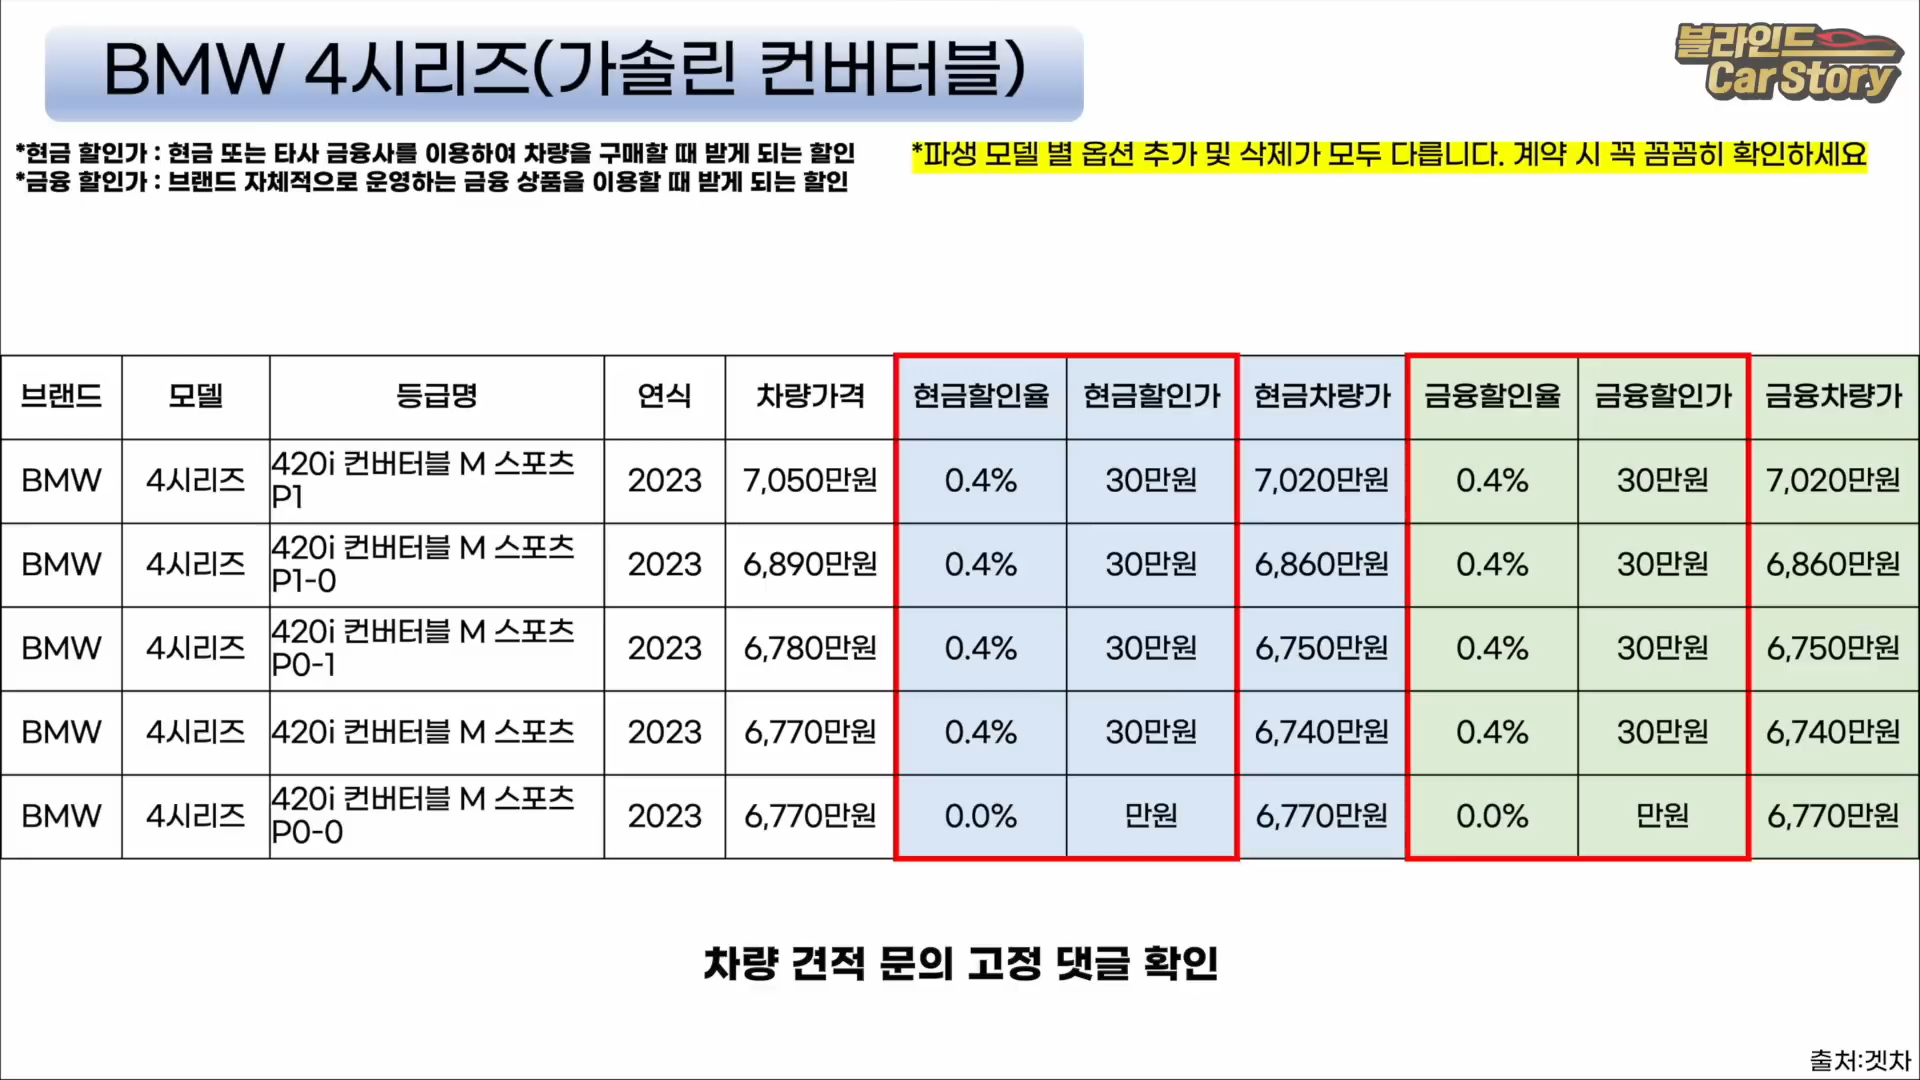 BMW 4시리즈(가솔린 컨버터블)
블라인드
Car Story
*현금 할인가 : 현금 또는 타사 금융사를 이용하여 차량을 구매할 때 받게 되는 할인
*금융 할인가 : 브랜드 자체적으로 운영하는 금융 상품을 이용할 때 받게 되는 할인
*파생 모델 별 옵션 추가 및 삭제가 모두 다릅니다. 계약 시 꼭 꼼꼼히 확인하세요
브랜드 모델 등급명 연식 차량가격 현금할인율 현금할인가 현금차량가 금융할인율 금융할인가 금융차량가
BMW 4시리즈 420i 컨버터블 M 스포츠 P1 2023 7,050만원 0.4% 30만원 7,020만원 0.4% 30만원 7,020만원
BMW 4시리즈 420i 컨버터블 M 스포츠 P1-0 2023 6,890만원 0.4% 30만원 6,860만원 0.4% 30만원 6,860만원
BMW 4시리즈 420i 컨버터블 M 스포츠 P0-1 2023 6,780만원 0.4% 30만원 6,750만원 0.4% 30만원 6,750만원
BMW 4시리즈 420i 컨버터블 M 스포츠 2023 6,770만원 0.4% 30만원 6,740만원 0.4% 30만원 6,740만원
BMW 4시리즈 420i 컨버터블 M 스포츠 P0-0 2023 6,770만원 0.0% 만원 6,770만원 0.0% 만원 6,770만원
차량 견적 문의 고정 댓글 확인
출처:겟차